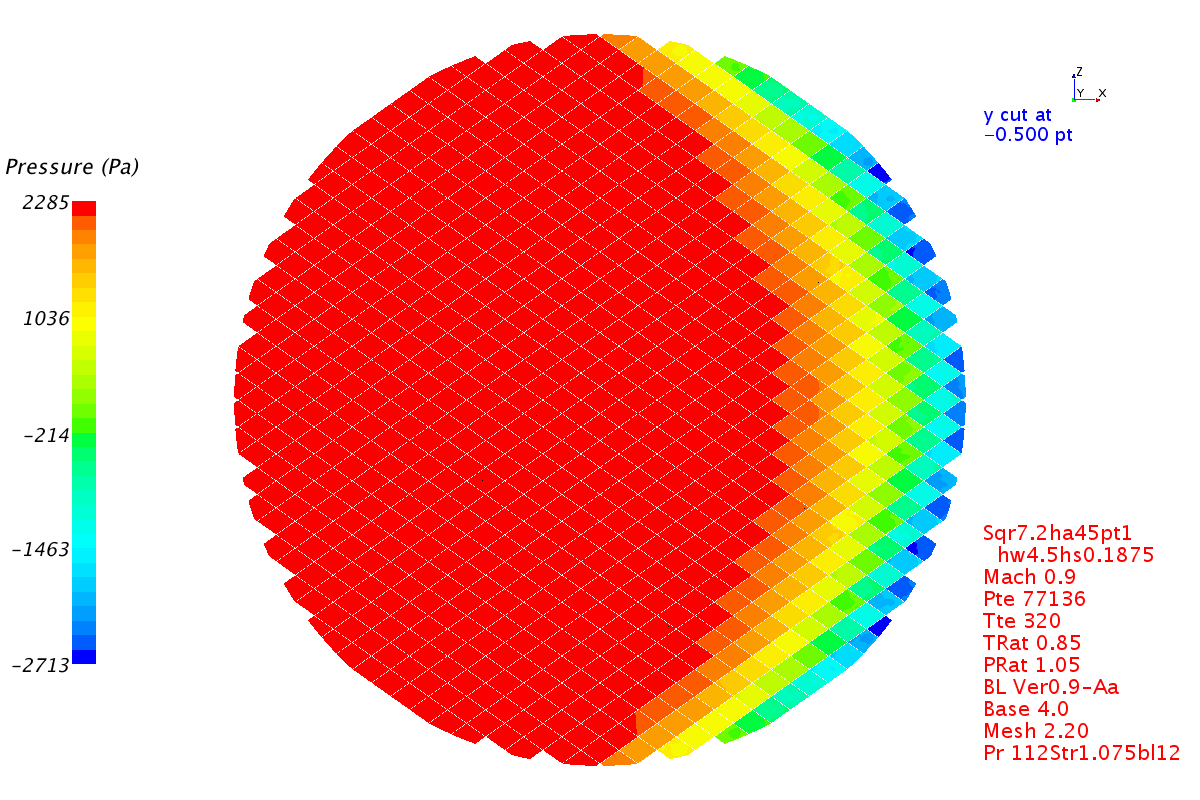 Z
Y X
y cut at
-0.500 pt
Pressure (Pa)
2285
1036
-214
-1463
-2713
Sqr7.2ha45pt1
hw4.5hs0.1875
Mach 0.9
Pte 77136
Tte 320
TRat 0.85
PRat 1.05
BL Ver0.9-Aa
Base 4.0
Mesh 2.20
Pr 112Str1.075bl12